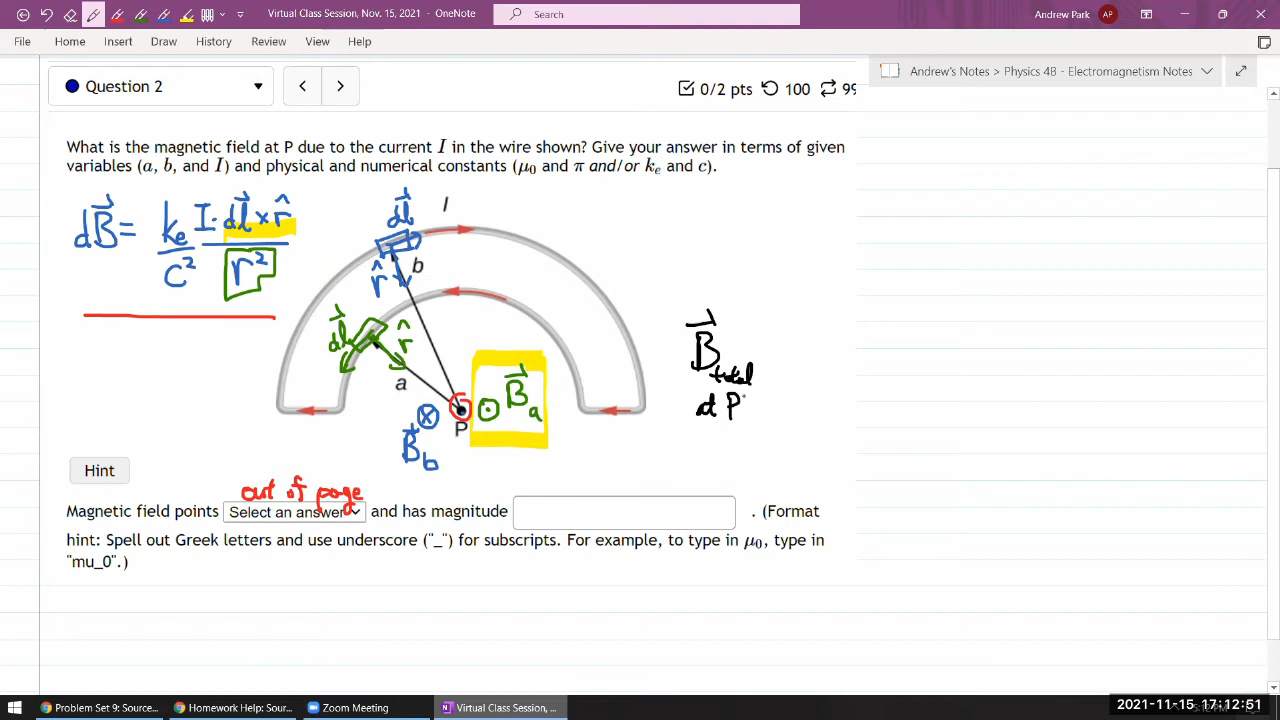 Virtual Class Session, Nov. 15, 2021 - OneNote
Search
Andrew Park
AP
File Home Insert Draw History Review View Help
Question 2
0/2 pts 100 99
Andrew's Notes > Physics 4B - Electromagnetism Notes
What is the magnetic field at P due to the current I in the wire shown? Give your answer in terms of given
variables (a, b, and I) and physical and numerical constants (μ₀ and π and/or kₑ and c).
dB⃗ = kₑ/c² I·dl⃗ × r̂ / r²
dl⃗
I
r̂
b
dl⃗
r̂
a
P
B⃗b
B⃗a
B⃗total
at P
Hint
out of page
Magnetic field points Select an answer and has magnitude . (Format
hint: Spell out Greek letters and use underscore ("_") for subscripts. For example, to type in μ₀, type in
"mu_0".)
Problem Set 9: Source... Homework Help: Sour... Zoom Meeting Virtual Class Session, ...
2021-11-15 17:12:51